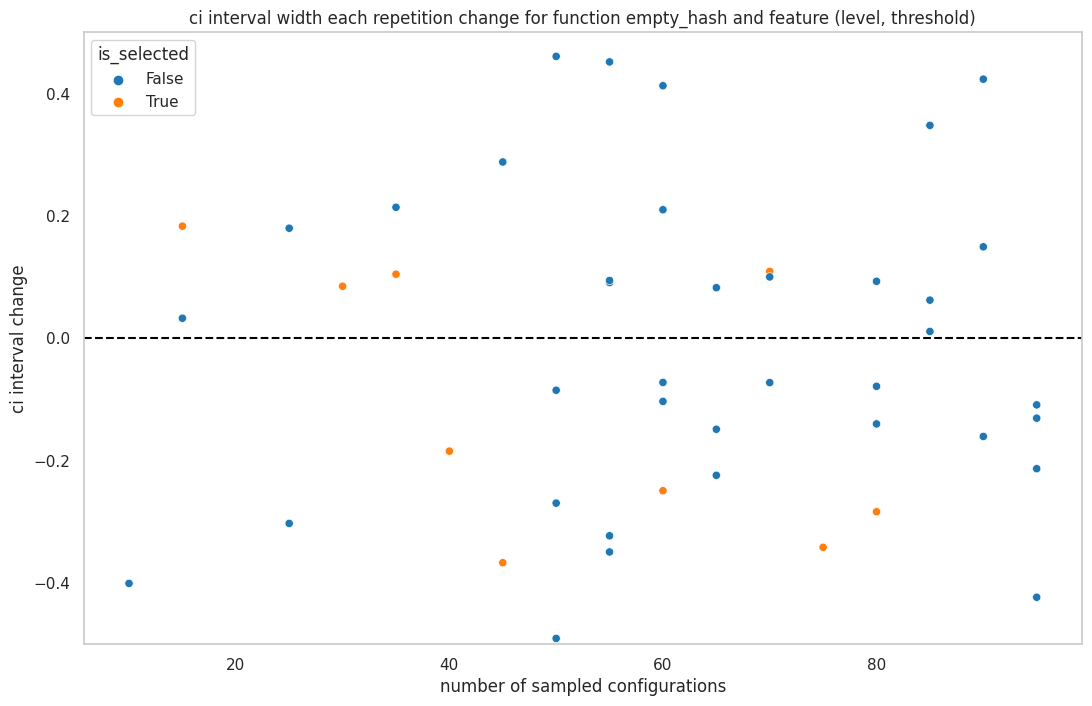 ci interval width each repetition change for function empty_hash and feature (level, threshold)
is_selected
False
True
0.4
0.2
0.0
−0.2
−0.4
ci interval change
20 40 60 80
number of sampled configurations